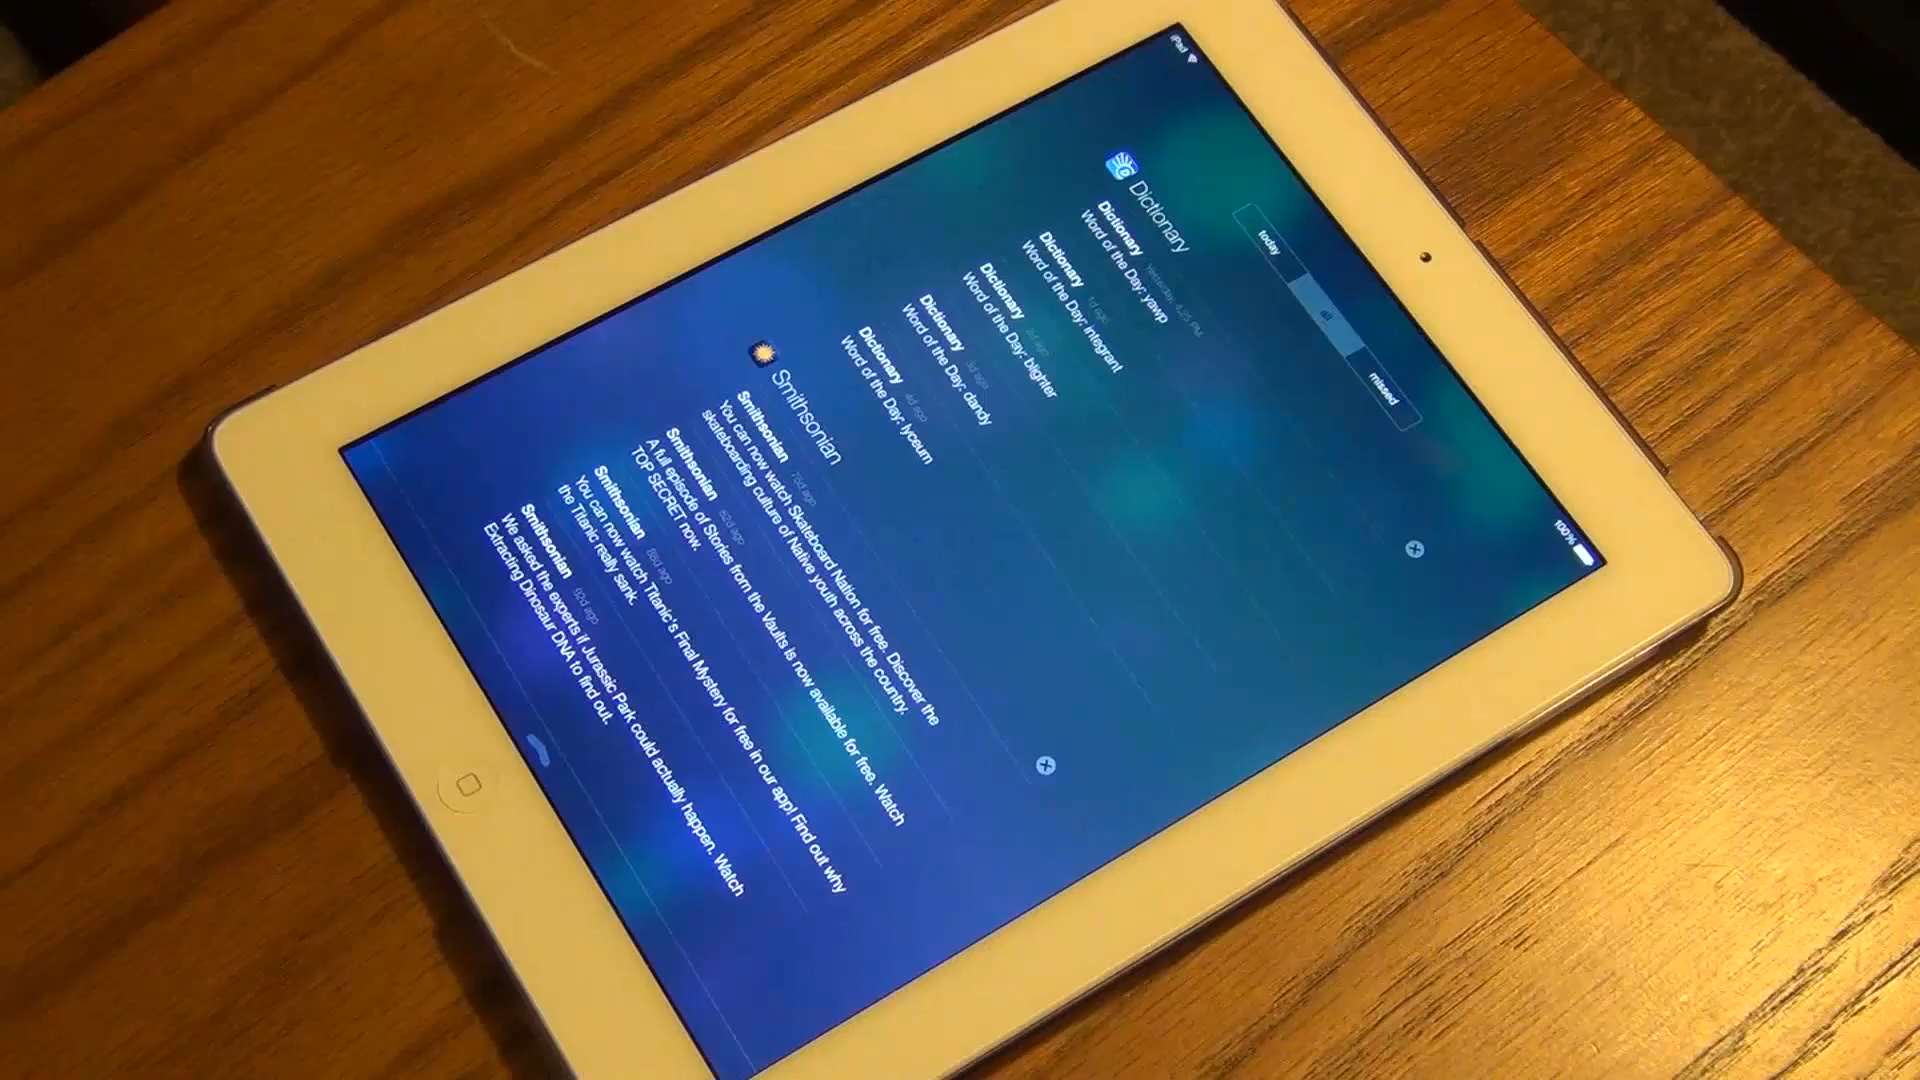 iPad
100%
today
all
missed
Dictionary
Dictionary Yesterday, 4:25 PM
Word of the Day: yawp
Dictionary 1d ago
Word of the Day: integrant
Dictionary 2d ago
Word of the Day: blighter
Dictionary 3d ago
Word of the Day: dandy
Dictionary 4d ago
Word of the Day: lyceum
Smithsonian
Smithsonian 75d ago
You can now watch Skateboard Nation for free. Discover the
skateboarding culture of Native youth across the country.
Smithsonian 82d ago
A full episode of Stories from the Vaults is now available for free. Watch
TOP SECRET now.
Smithsonian 88d ago
You can now watch Titanic's Final Mystery for free in our app! Find out why
the Titanic really sank.
Smithsonian 92d ago
We asked the experts if Jurassic Park could actually happen. Watch
Extracting Dinosaur DNA to find out.